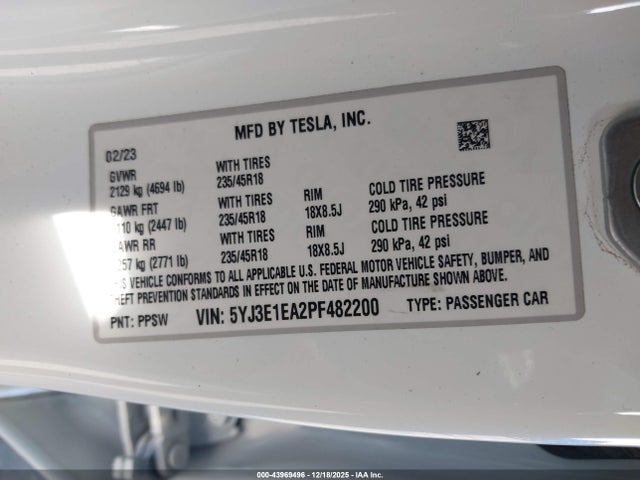 MFD BY TESLA, INC.
02/23
GVWR WITH TIRES
2129 kg (4694 lb) 235/45R18
GAWR FRT WITH TIRES RIM COLD TIRE PRESSURE
110 kg (2447 lb) 235/45R18 18X8.5J 290 kPa, 42 psi
AWR RR WITH TIRES RIM COLD TIRE PRESSURE
257 kg (2771 lb) 235/45R18 18X8.5J 290 kPa, 42 psi
S VEHICLE CONFORMS TO ALL APPLICABLE U.S. FEDERAL MOTOR VEHICLE SAFETY, BUMPER, AND
HEFT PREVENTION STANDARDS IN EFFECT ON THE DATE OF MANUFACTURE SHOWN ABOVE.
PNT: PPSW VIN: 5YJ3E1EA2PF482200 TYPE: PASSENGER CAR
000-43969496 - 12/18/2025 - IAA Inc.